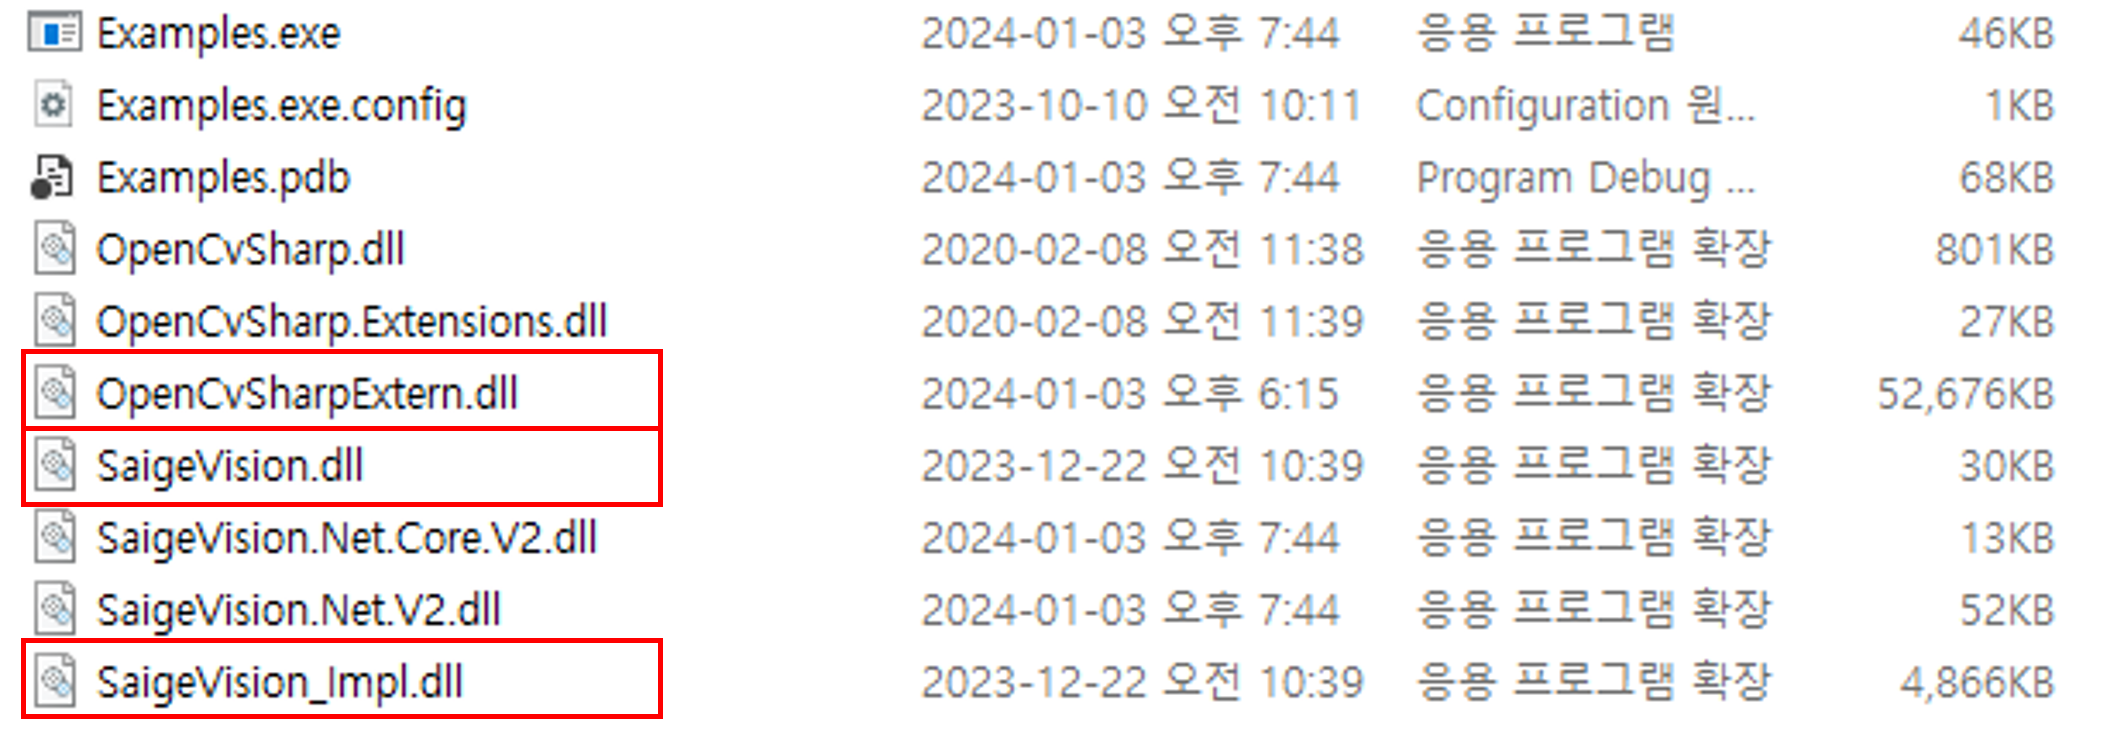 Examples.exe 2024-01-03 오후 7:44 응용 프로그램 46KB
Examples.exe.config 2023-10-10 오전 10:11 Configuration 원... 1KB
Examples.pdb 2024-01-03 오후 7:44 Program Debug ... 68KB
OpenCvSharp.dll 2020-02-08 오전 11:38 응용 프로그램 확장 801KB
OpenCvSharp.Extensions.dll 2020-02-08 오전 11:39 응용 프로그램 확장 27KB
OpenCvSharpExtern.dll 2024-01-03 오후 6:15 응용 프로그램 확장 52,676KB
SaigeVision.dll 2023-12-22 오전 10:39 응용 프로그램 확장 30KB
SaigeVision.Net.Core.V2.dll 2024-01-03 오후 7:44 응용 프로그램 확장 13KB
SaigeVision.Net.V2.dll 2024-01-03 오후 7:44 응용 프로그램 확장 52KB
SaigeVision_Impl.dll 2023-12-22 오전 10:39 응용 프로그램 확장 4,866KB